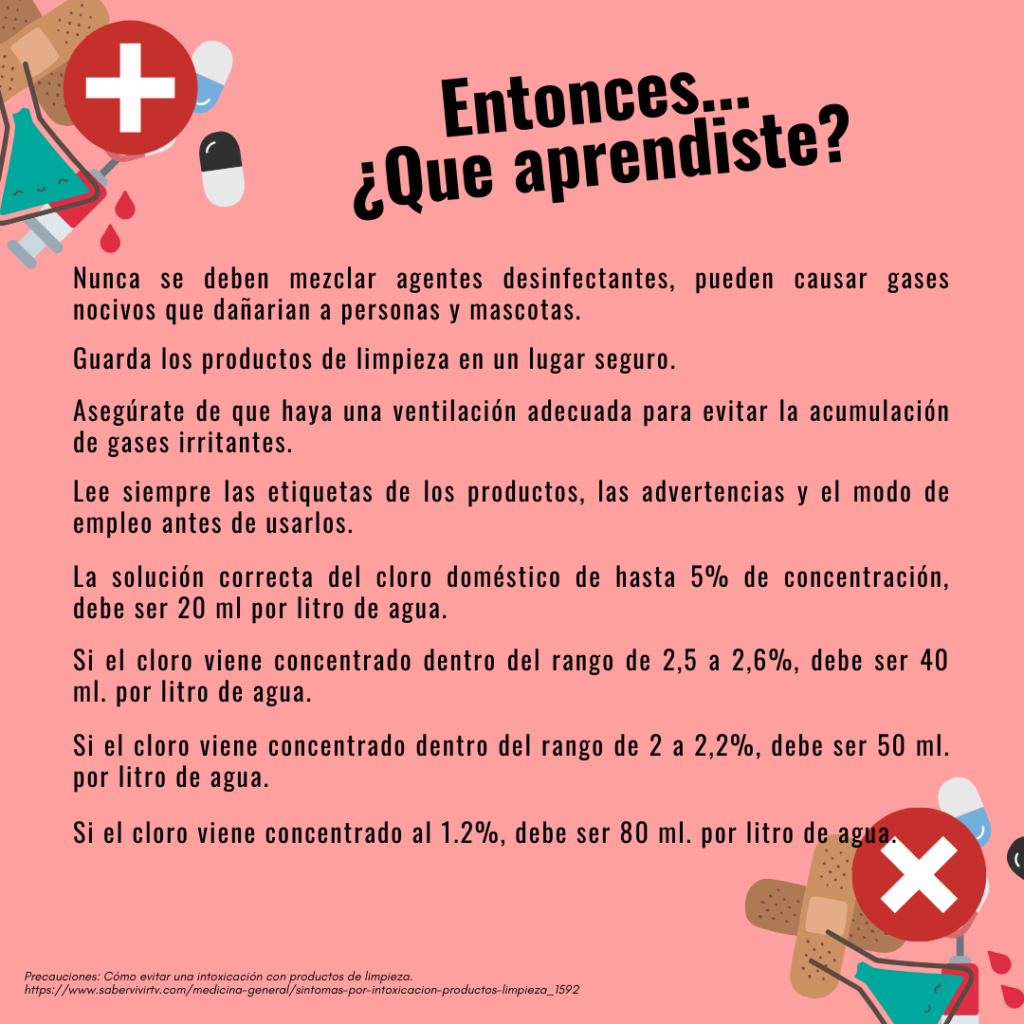 Entonces...
¿Que aprendiste?
Nunca se deben mezclar agentes desinfectantes, pueden causar gases
nocivos que dañarian a personas y mascotas.
Guarda los productos de limpieza en un lugar seguro.
Asegúrate de que haya una ventilación adecuada para evitar la acumulación
de gases irritantes.
Lee siempre las etiquetas de los productos, las advertencias y el modo de
empleo antes de usarlos.
La solución correcta del cloro doméstico de hasta 5% de concentración,
debe ser 20 ml por litro de agua.
Si el cloro viene concentrado dentro del rango de 2,5 a 2,6%, debe ser 40
ml. por litro de agua.
Si el cloro viene concentrado dentro del rango de 2 a 2,2%, debe ser 50 ml.
por litro de agua.
Si el cloro viene concentrado al 1.2%, debe ser 80 ml. por litro de agua.
Precauciones: Cómo evitar una intoxicación con productos de limpieza.
https://www.sabervivirtv.com/medicina-general/sintomas-por-intoxicacion-productos-limpieza_1592